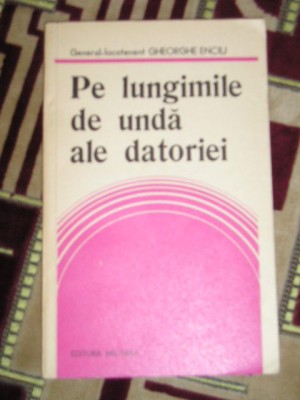 General-locotenent GHEORGHE ENCIU
Pe lungimile
de undă
ale datoriei
EDITURA MILITARĂ